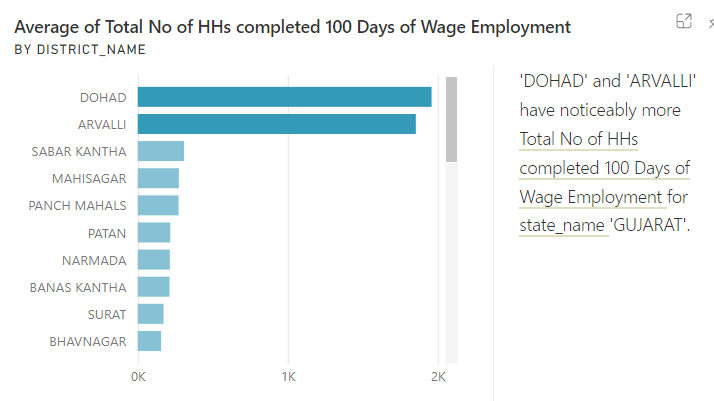 Average of Total No of HHs completed 100 Days of Wage Employment
BY DISTRICT_NAME
DOHAD
ARVALLI
SABAR KANTHA
MAHISAGAR
PANCH MAHALS
PATAN
NARMADA
BANAS KANTHA
SURAT
BHAVNAGAR
0K 1K 2K
'DOHAD' and 'ARVALLI'
have noticeably more
Total No of HHs
completed 100 Days of
Wage Employment for
state_name 'GUJARAT'.